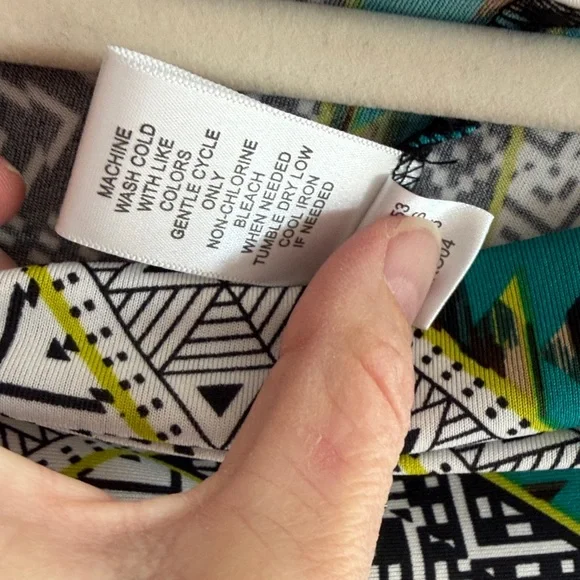 MACHINE
WASH COLD
WITH LIKE
COLORS
GENTLE CYCLE
ONLY
NON-CHLORINE
BLEACH
WHEN NEEDED
TUMBLE DRY LOW
COOL IRON
IF NEEDED
53